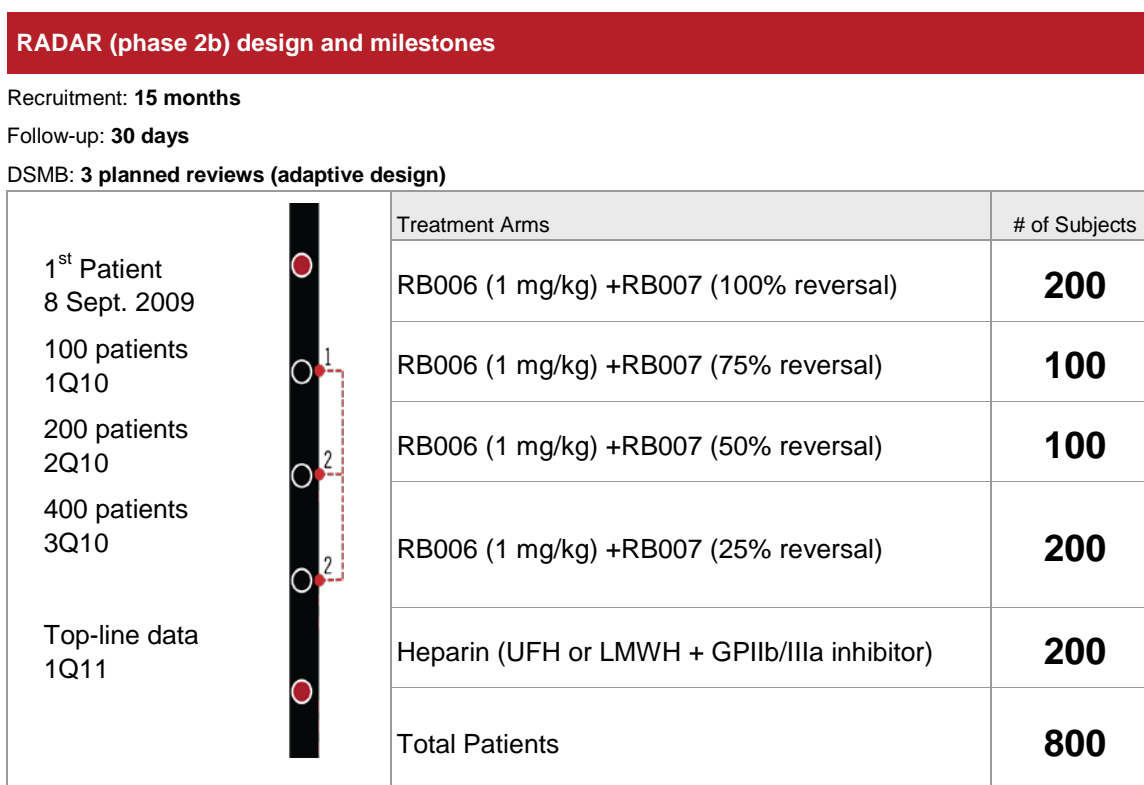 RADAR (phase 2b) design and milestones
Recruitment: 15 months
Follow-up: 30 days
DSMB: 3 planned reviews (adaptive design)
1st Patient
8 Sept. 2009
100 patients
1Q10
200 patients
2Q10
400 patients
3Q10
Top-line data
1Q11
1
2
2
Treatment Arms # of Subjects
RB006 (1 mg/kg) +RB007 (100% reversal) 200
RB006 (1 mg/kg) +RB007 (75% reversal) 100
RB006 (1 mg/kg) +RB007 (50% reversal) 100
RB006 (1 mg/kg) +RB007 (25% reversal) 200
Heparin (UFH or LMWH + GPIIb/IIIa inhibitor) 200
Total Patients 800